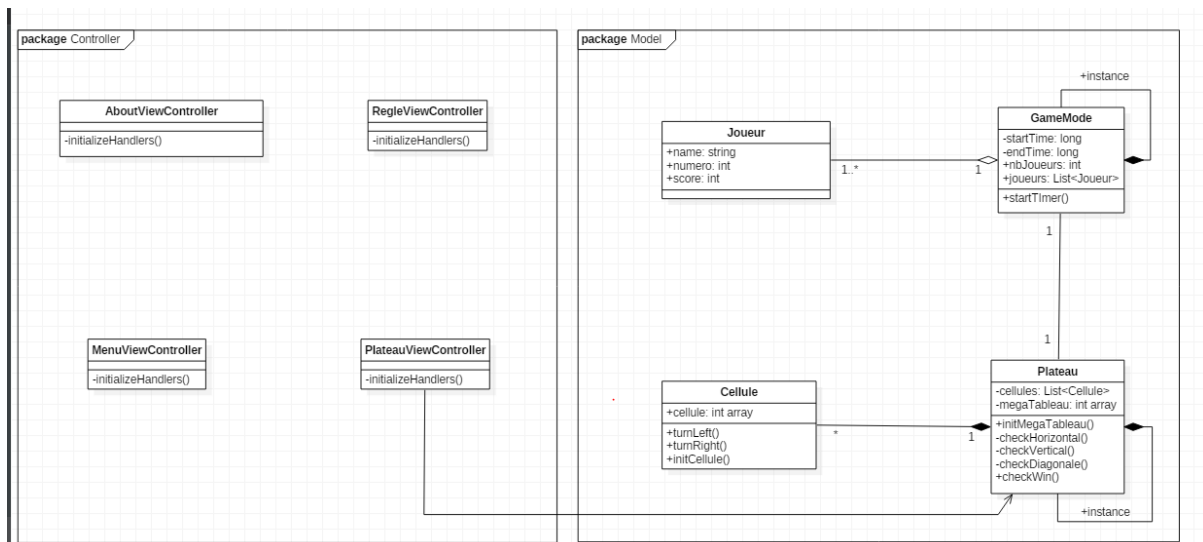 package Controller
AboutViewController
-initializeHandlers()
RegleViewController
-initializeHandlers()
MenuViewController
-initializeHandlers()
PlateauViewController
-initializeHandlers()
package Model
Joueur
+name: string
+numero: int
+score: int
1..*
1
+instance
GameMode
-startTime: long
-endTime: long
+nbJoueurs: int
+joueurs: List<Joueur>
+startTImer()
1
1
Cellule
+cellule: int array
+turnLeft()
+turnRight()
+initCellule()
*
1
Plateau
-cellules: List<Cellule>
-megaTableau: int array
+initMegaTableau()
-checkHorizontal()
-checkVertical()
-checkDiagonale()
+checkWin()
+instance